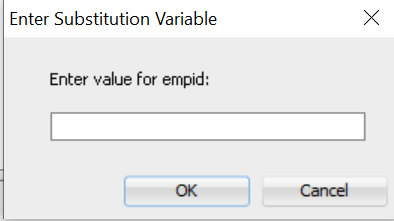 Enter Substitution Variable
Enter value for empid:
OK
Cancel